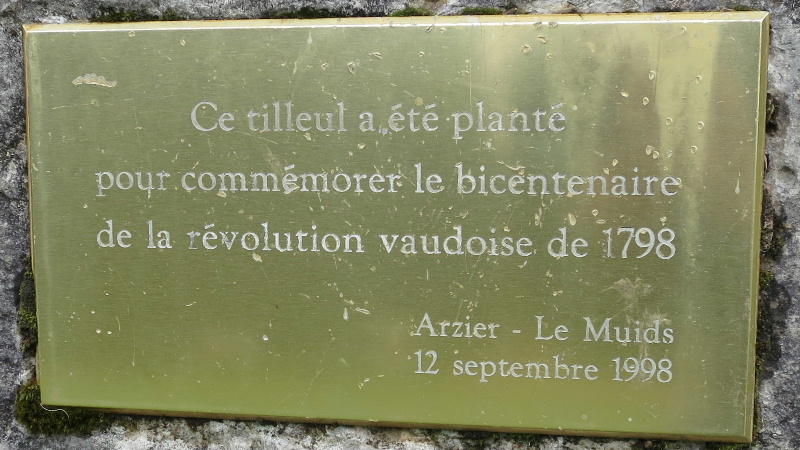 Ce tilleul a été planté
pour commémorer le bicentenaire
de la révolution vaudoise de 1798
Arzier - Le Muids
12 septembre 1998